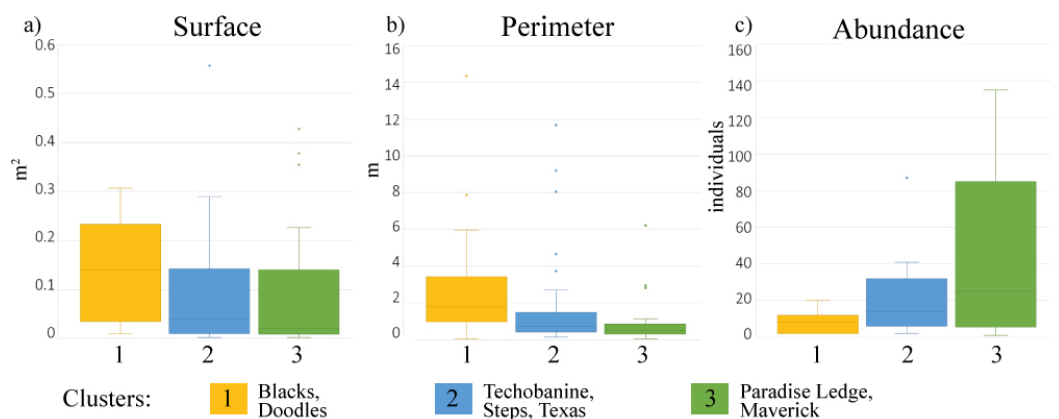 a) Surface
0.6
0.5
0.4
0.3
0.2
0.1
0
m²
1 2 3
b) Perimeter
16
14
12
10
8
6
4
2
0
m
1 2 3
c) Abundance
160
140
120
100
80
60
40
20
0
individuals
1 2 3
Clusters:
1 Blacks,
Doodles
2 Techobanine,
Steps, Texas
3 Paradise Ledge,
Maverick